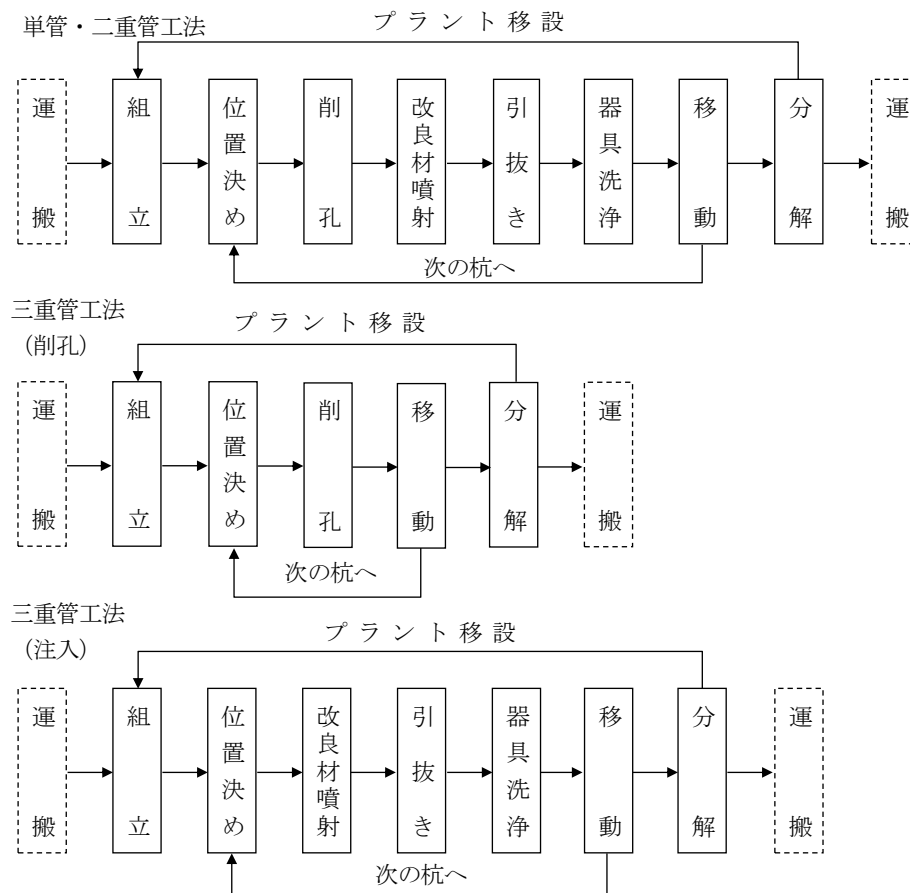 単管・二重管工法
プラント移設
運搬
組立
位置決め
削孔
改良材噴射
引抜き
器具洗浄
移動
分解
運搬
次の杭へ
三重管工法
(削孔)
プラント移設
運搬
組立
位置決め
削孔
移動
分解
運搬
次の杭へ
三重管工法
(注入)
プラント移設
運搬
組立
位置決め
改良材噴射
引抜き
器具洗浄
移動
分解
運搬
次の杭へ